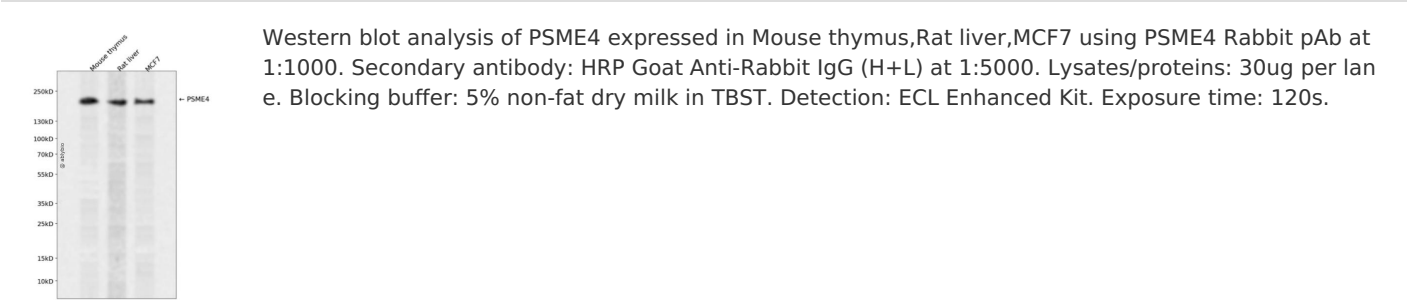 Mouse thymus
Rat liver
MCF7
250kD
130kD
100kD
70kD
55kD
35kD
25kD
15kD
10kD
@ ablybio
← PSME4
Western blot analysis of PSME4 expressed in Mouse thymus,Rat liver,MCF7 using PSME4 Rabbit pAb at
1:1000. Secondary antibody: HRP Goat Anti-Rabbit IgG (H+L) at 1:5000. Lysates/proteins: 30ug per lan
e. Blocking buffer: 5% non-fat dry milk in TBST. Detection: ECL Enhanced Kit. Exposure time: 120s.